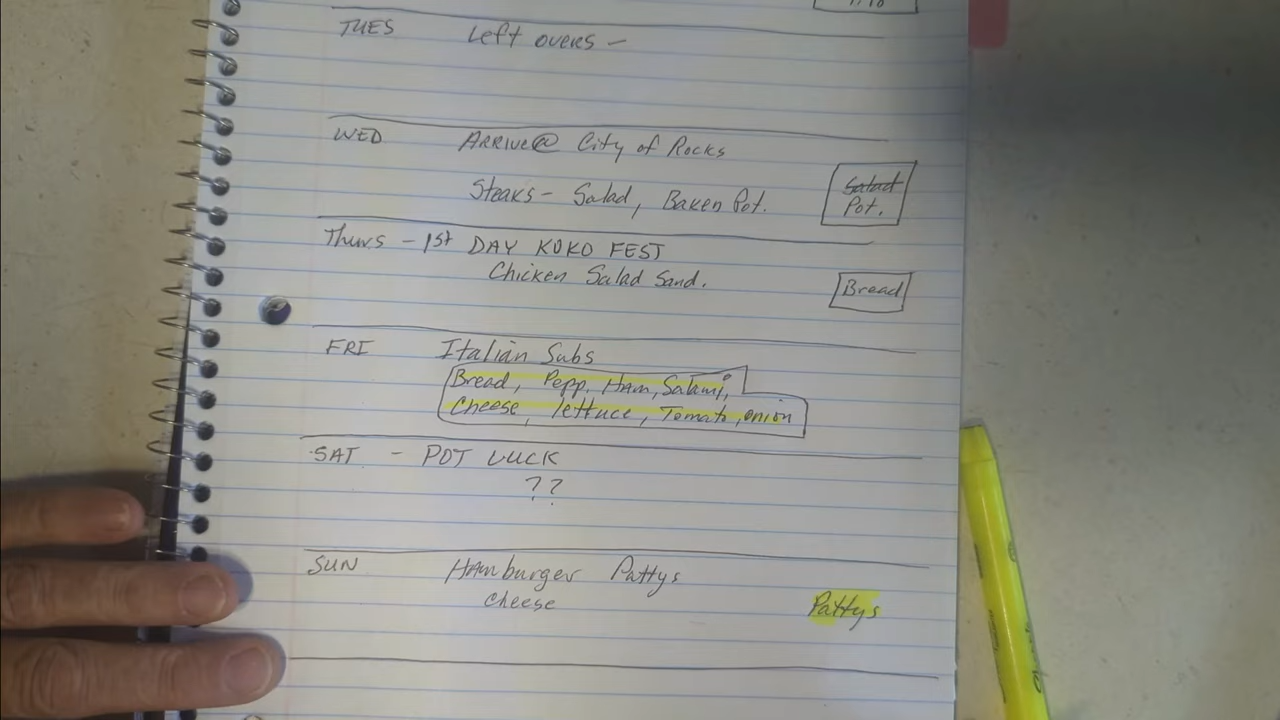 TUES Left overs -
WED ARRIVE@ City of Rocks
Steaks - Salad, Baken Pot.
Salad
Pot.
Thurs - 1st DAY KOKO FEST
Chicken Salad Sand.
Bread
FRI Italian Subs
Bread, Pepp. Ham, Salami,
Cheese, lettuce, Tomato, onion
SAT - POT LUCK
??
SUN Hamburger Pattys
cheese
Pattys